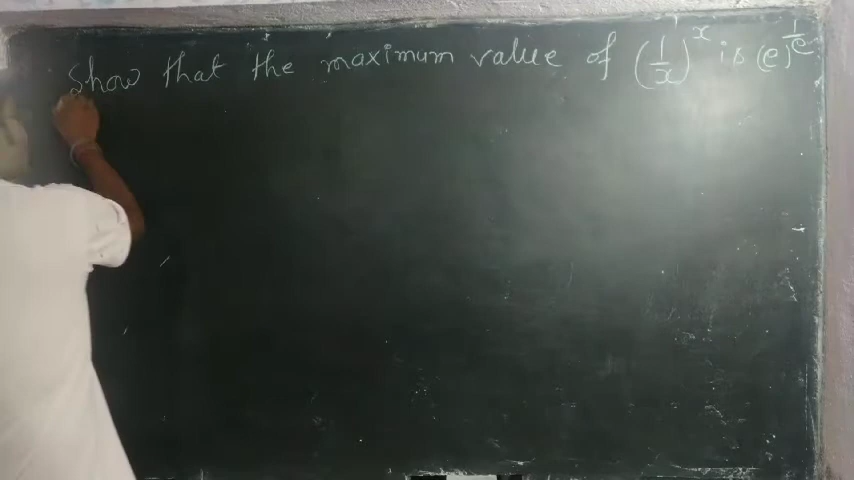 Show that the maximum value of (1/x)^x is (e)^1/e